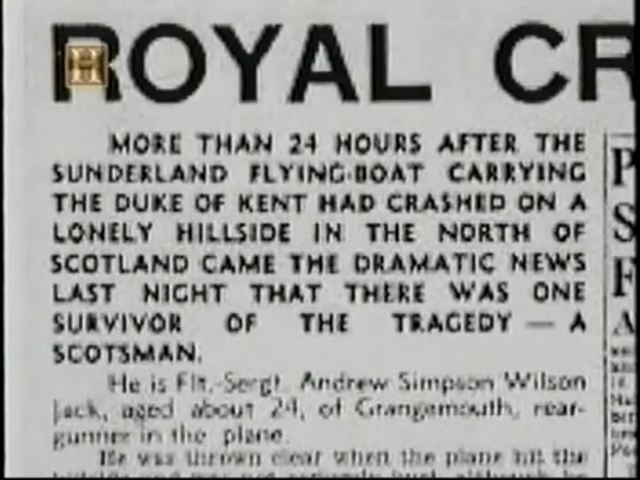 ROYAL CR
MORE THAN 24 HOURS AFTER THE
SUNDERLAND FLYING-BOAT CARRYING
THE DUKE OF KENT HAD CRASHED ON A
LONELY HILLSIDE IN THE NORTH OF
SCOTLAND CAME THE DRAMATIC NEWS
LAST NIGHT THAT THERE WAS ONE
SURVIVOR OF THE TRAGEDY — A
SCOTSMAN.
He is Flt.-Sergt. Andrew Simpson Wilson
Jack, aged about 24, of Grangemouth, rear-
gunner in the plane.
He was thrown clear when the plane hit the
H
P
S
F
A